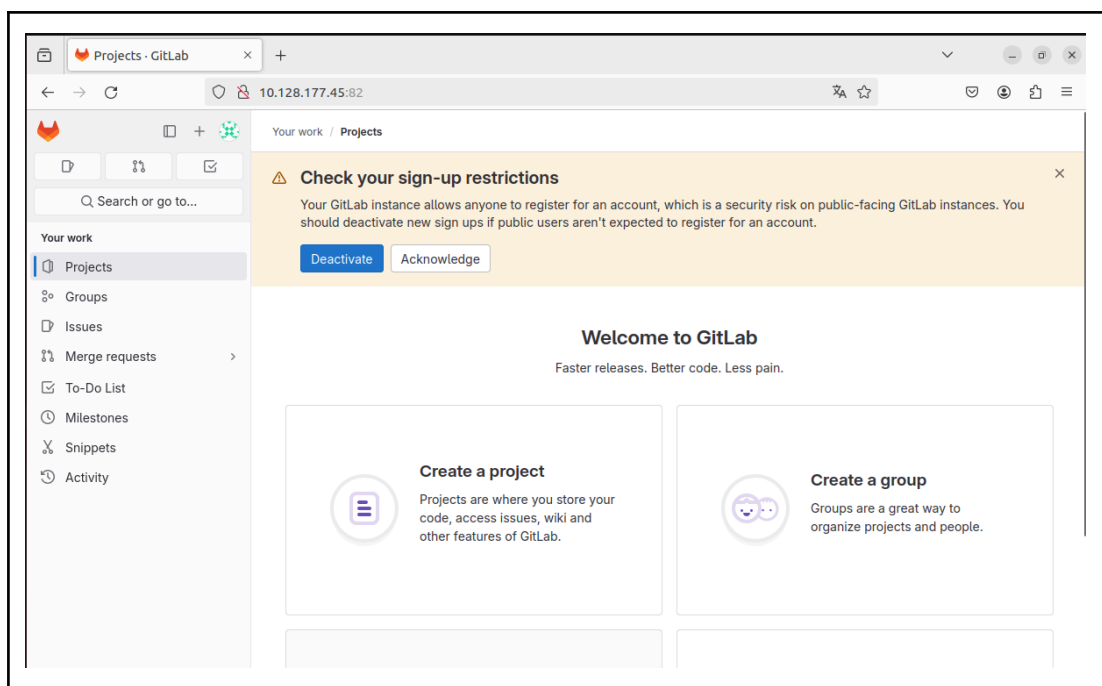 Projects · GitLab
10.128.177.45:82
Your work / Projects
Search or go to...
Your work
Projects
Groups
Issues
Merge requests
To-Do List
Milestones
Snippets
Activity
Check your sign-up restrictions
Your GitLab instance allows anyone to register for an account, which is a security risk on public-facing GitLab instances. You
should deactivate new sign ups if public users aren't expected to register for an account.
Deactivate
Acknowledge
Welcome to GitLab
Faster releases. Better code. Less pain.
Create a project
Projects are where you store your
code, access issues, wiki and
other features of GitLab.
Create a group
Groups are a great way to
organize projects and people.